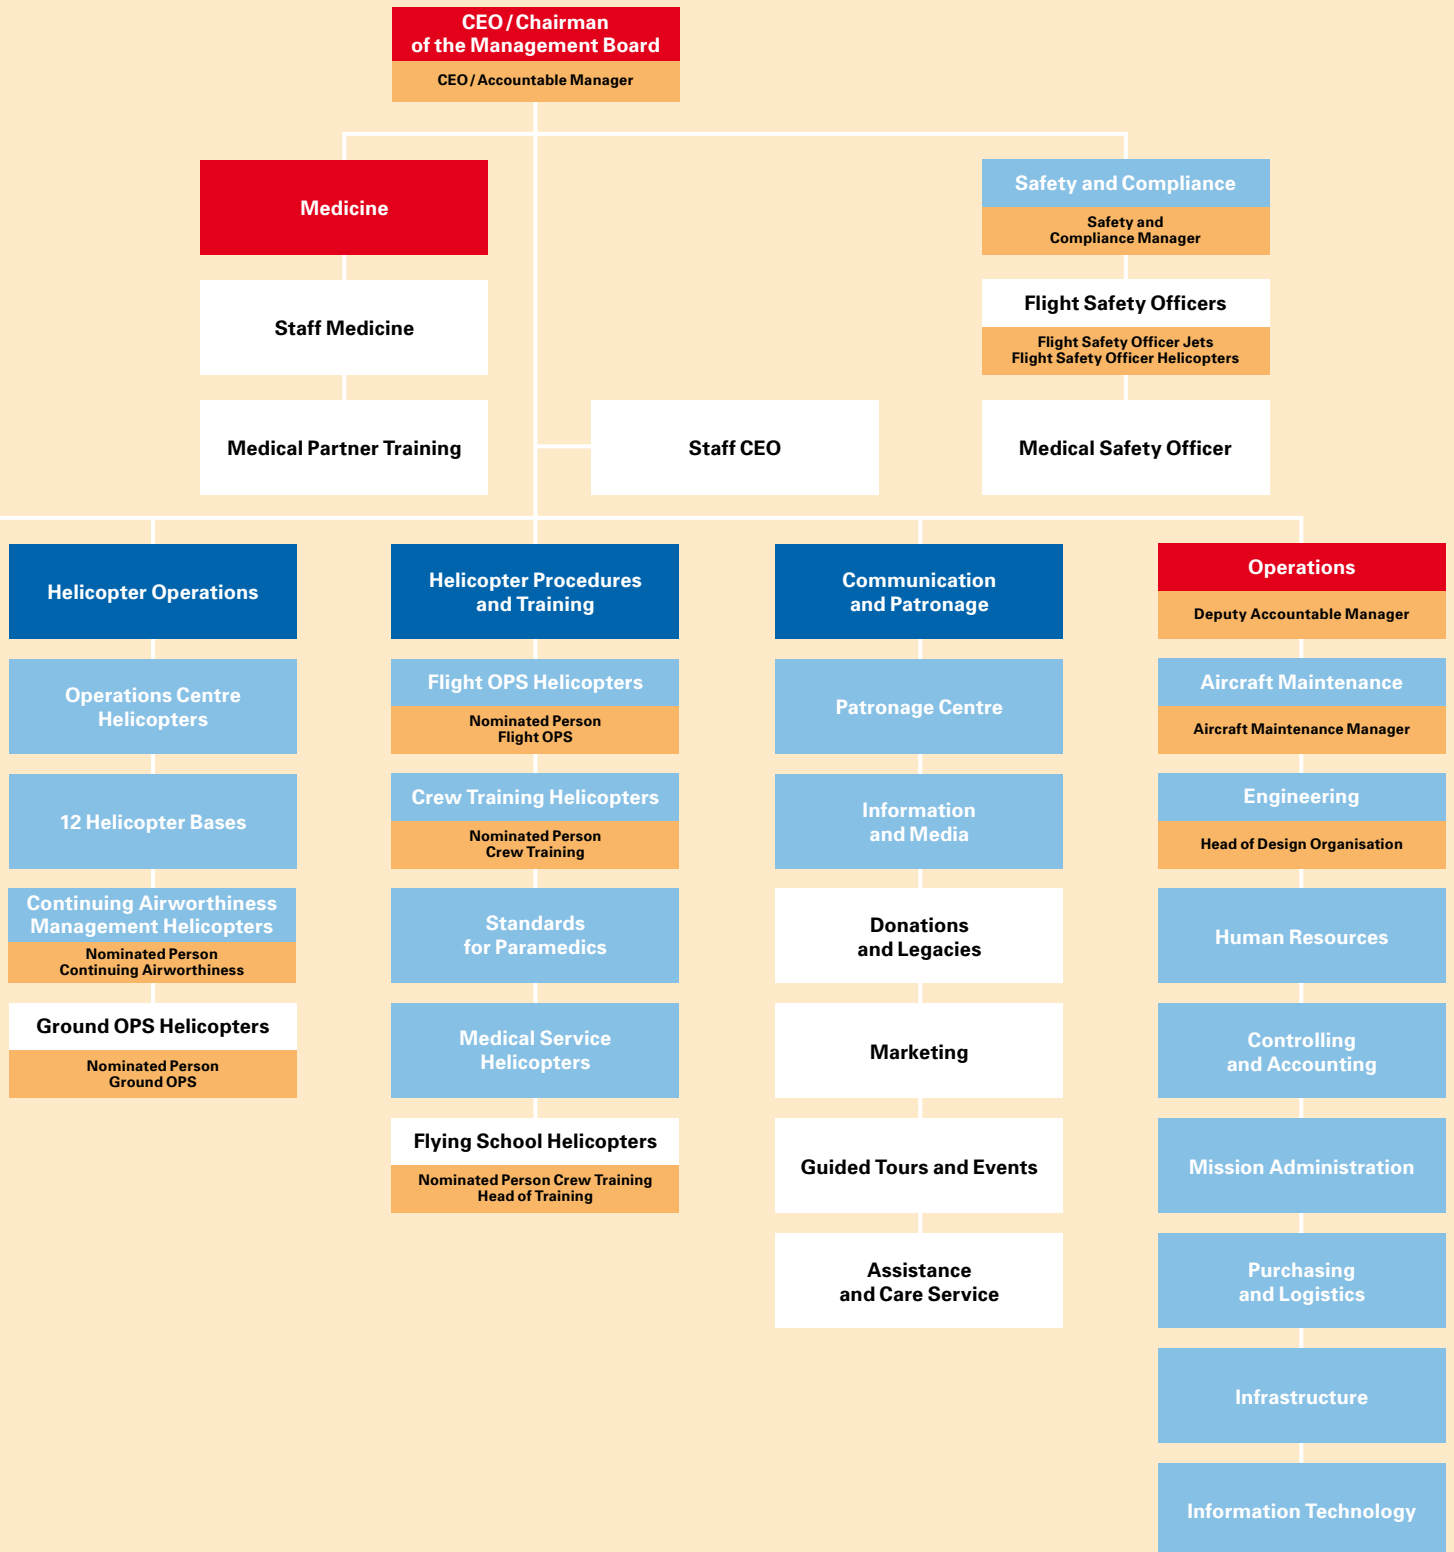 CEO/Chairman
of the Management Board
CEO/Accountable Manager
Medicine
Staff Medicine
Medical Partner Training
Staff CEO
Safety and Compliance
Safety and
Compliance Manager
Flight Safety Officers
Flight Safety Officer Jets
Flight Safety Officer Helicopters
Medical Safety Officer
Helicopter Operations
Operations Centre
Helicopters
12 Helicopter Bases
Continuing Airworthiness
Management Helicopters
Nominated Person
Continuing Airworthiness
Ground OPS Helicopters
Nominated Person
Ground OPS
Helicopter Procedures
and Training
Flight OPS Helicopters
Nominated Person
Flight OPS
Crew Training Helicopters
Nominated Person
Crew Training
Standards
for Paramedics
Medical Service
Helicopters
Flying School Helicopters
Nominated Person Crew Training
Head of Training
Communication
and Patronage
Patronage Centre
Information
and Media
Donations
and Legacies
Marketing
Guided Tours and Events
Assistance
and Care Service
Operations
Deputy Accountable Manager
Aircraft Maintenance
Aircraft Maintenance Manager
Engineering
Head of Design Organisation
Human Resources
Controlling
and Accounting
Mission Administration
Purchasing
and Logistics
Infrastructure
Information Technology